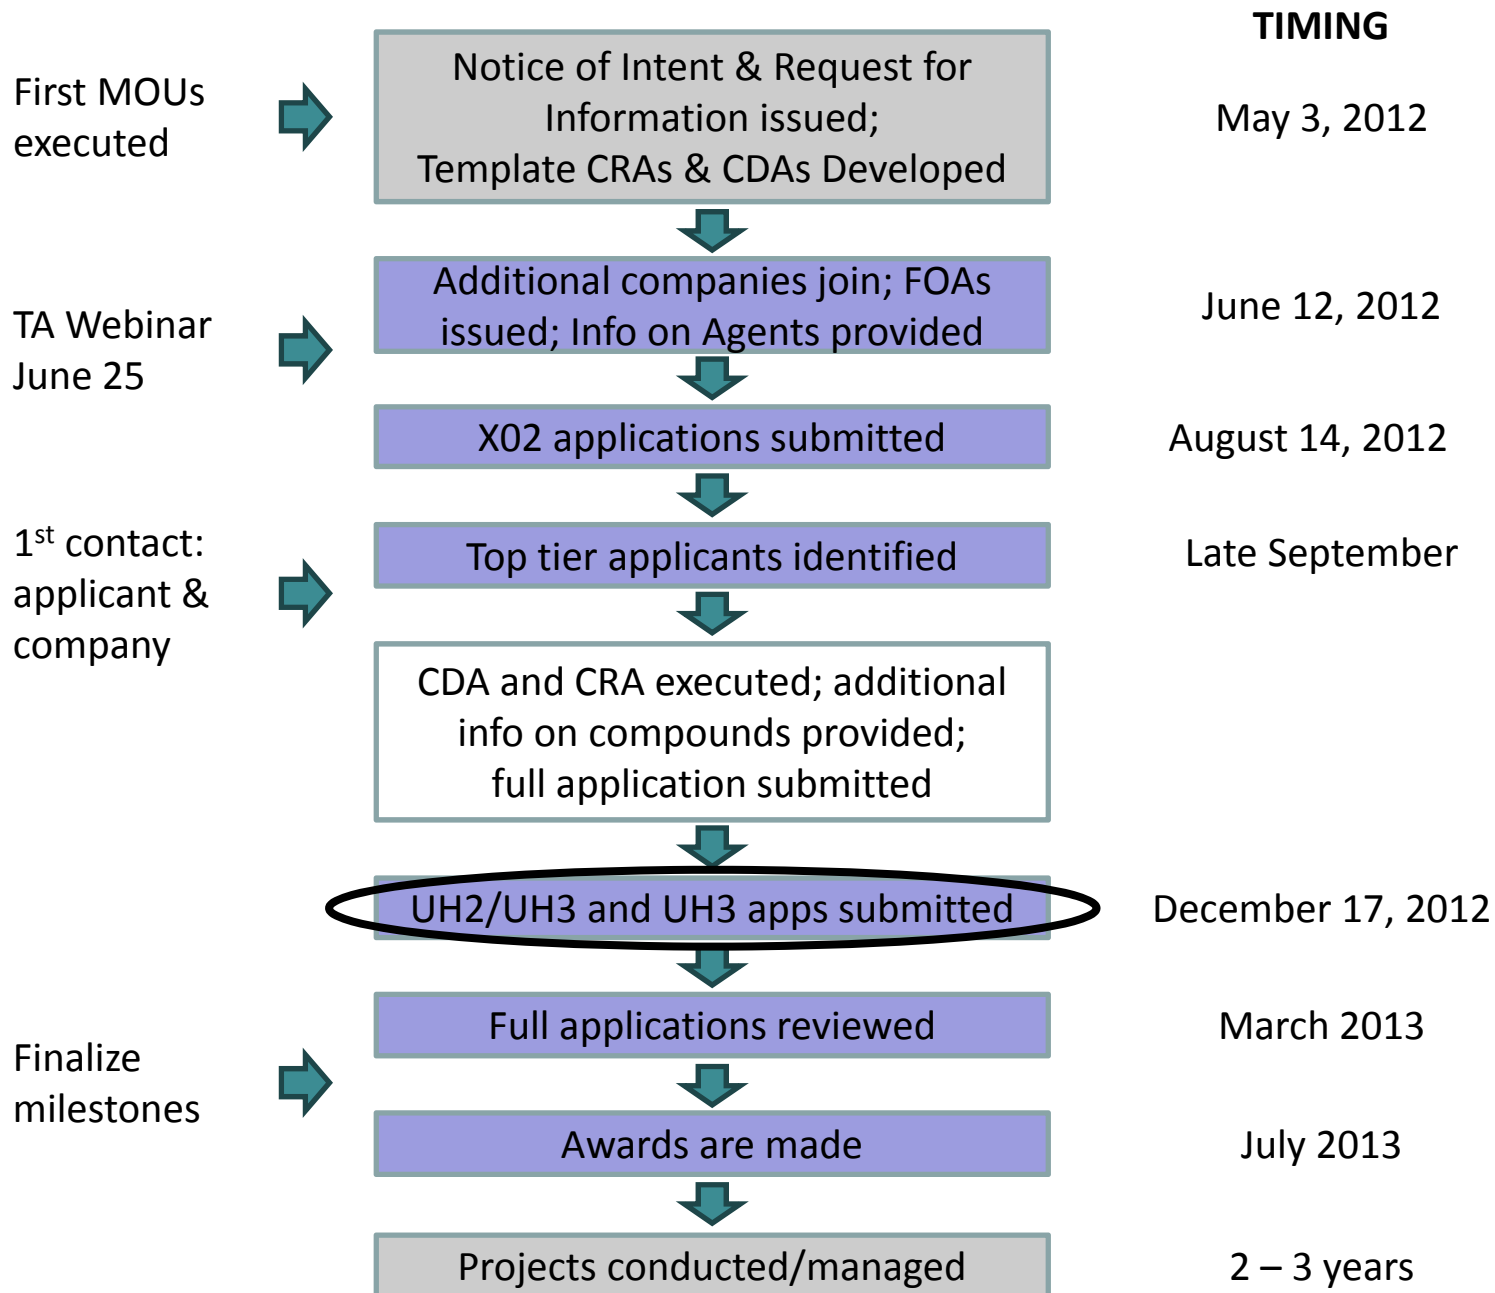 TIMING
First MOUs
executed
Notice of Intent & Request for
Information issued;
Template CRAs & CDAs Developed
May 3, 2012
Additional companies join; FOAs
issued; Info on Agents provided
June 12, 2012
TA Webinar
June 25
X02 applications submitted
August 14, 2012
1st contact:
applicant &
company
Top tier applicants identified
Late September
CDA and CRA executed; additional
info on compounds provided;
full application submitted
UH2/UH3 and UH3 apps submitted
December 17, 2012
Full applications reviewed
March 2013
Finalize
milestones
Awards are made
July 2013
Projects conducted/managed
2 – 3 years